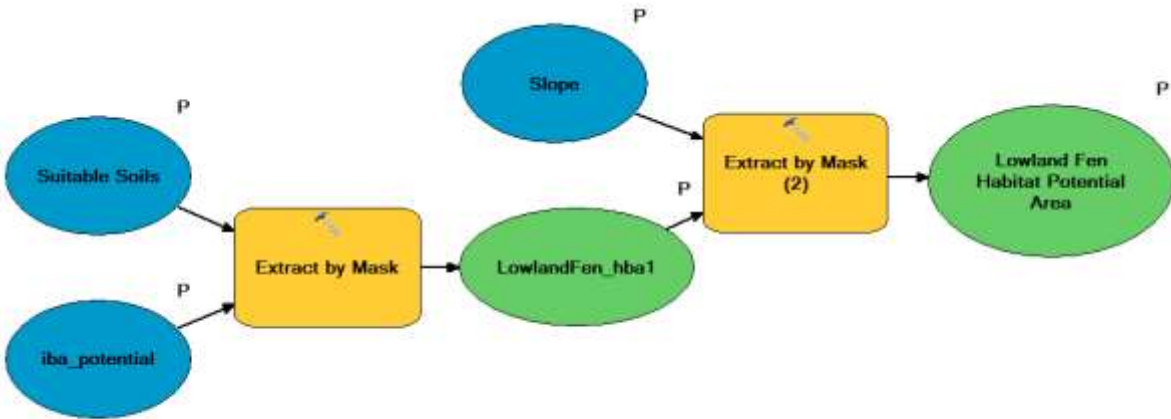 P
Slope
P
P
Extract by Mask
(2)
Lowland Fen
Habitat Potential
Area
Suitable Soils
P
P
Extract by Mask
LowlandFen_hba1
iba_potential